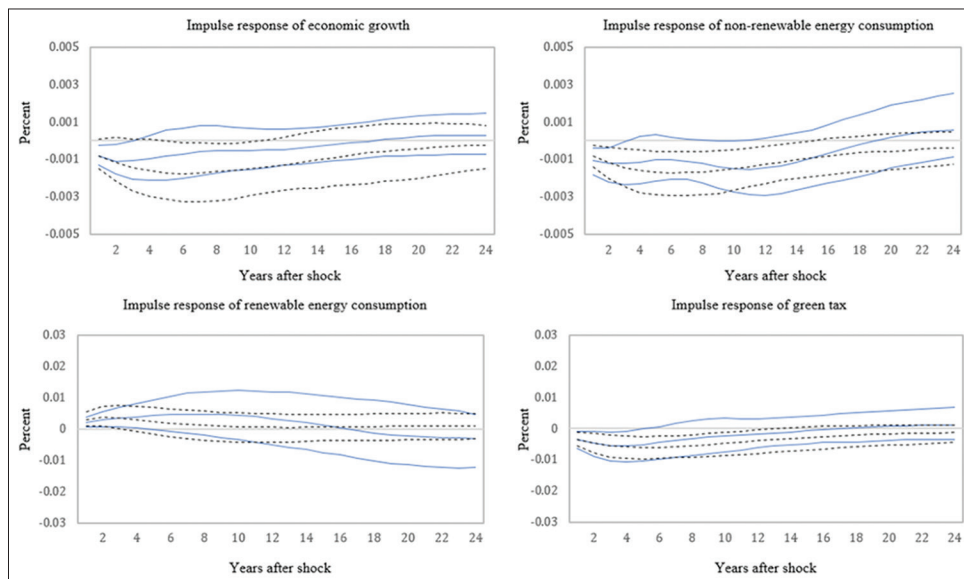 Impulse response of economic growth
0.005
0.003
0.001
-0.001
-0.003
-0.005
Percent
2 4 6 8 10 12 14 16 18 20 22 24
Years after shock
Impulse response of non-renewable energy consumption
0.005
0.003
0.001
-0.001
-0.003
-0.005
Percent
2 4 6 8 10 12 14 16 18 20 22 24
Years after shock
Impulse response of renewable energy consumption
0.03
0.02
0.01
0
-0.01
-0.02
-0.03
Percent
2 4 6 8 10 12 14 16 18 20 22 24
Years after shock
Impulse response of green tax
0.03
0.02
0.01
0
-0.01
-0.02
-0.03
Percent
2 4 6 8 10 12 14 16 18 20 22 24
Years after shock